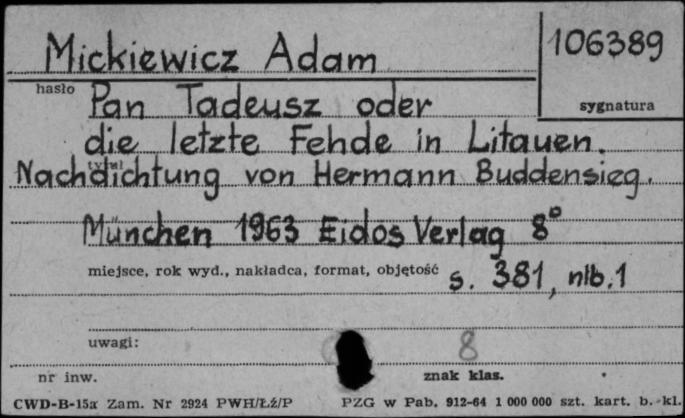 Mickiewicz Adam
106389
hasło
sygnatura
Pan Tadeusz oder
die letzte Fehde in Litauen.
tytuł
Nachdichtung von Hermann Buddensieg.
München 1963 Eidos Verlag 8°
miejsce, rok wyd., nakładca, format, objętość s. 381, nlb.1
uwagi:
8
nr inw.
znak klas.
CWD-B-15a Zam. Nr 2924 PWH/Łż/P PZG w Pab. 912-64 1 000 000 szt. kart. b. kl.